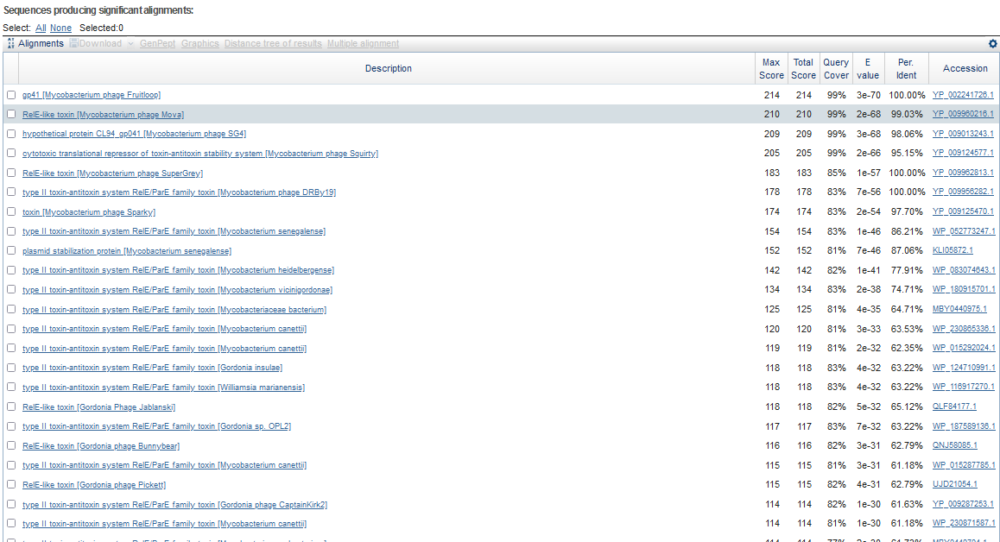 Sequences producing significant alignments:
Select: All None Selected:0
Alignments Download GenPept Graphics Distance tree of results Multiple alignment
Description Max Score Total Score Query Cover E value Per. Ident Accession
gp41 [Mycobacterium phage Fruitloop] 214 214 99% 3e-70 100.00% YP_002241726.1
RelE-like toxin [Mycobacterium phage Mova] 210 210 99% 2e-68 99.03% YP_009960216.1
hypothetical protein CL94_gp041 [Mycobacterium phage SG4] 209 209 99% 3e-68 98.06% YP_009013243.1
cytotoxic translational repressor of toxin-antitoxin stability system [Mycobacterium phage Squirty] 205 205 99% 2e-66 95.15% YP_009124577.1
RelE-like toxin [Mycobacterium phage SuperGrey] 183 183 85% 1e-57 100.00% YP_009962813.1
type II toxin-antitoxin system RelE/ParE family toxin [Mycobacterium phage DRBy19] 178 178 83% 7e-56 100.00% YP_009956282.1
toxin [Mycobacterium phage Sparky] 174 174 83% 2e-54 97.70% YP_009125470.1
type II toxin-antitoxin system RelE/ParE family toxin [Mycobacterium senegalense] 154 154 83% 1e-46 86.21% WP_052773247.1
plasmid stabilization protein [Mycobacterium senegalense] 152 152 81% 7e-46 87.06% KLI05872.1
type II toxin-antitoxin system RelE/ParE family toxin [Mycobacterium heidelbergense] 142 142 82% 1e-41 77.91% WP_083074643.1
type II toxin-antitoxin system RelE/ParE family toxin [Mycobacterium vicinigordonae] 134 134 83% 2e-38 74.71% WP_180915701.1
type II toxin-antitoxin system RelE/ParE family toxin [Mycobacteriaceae bacterium] 125 125 81% 4e-35 64.71% MBY0440975.1
type II toxin-antitoxin system RelE/ParE family toxin [Mycobacterium canettii] 120 120 81% 3e-33 63.53% WP_230865336.1
type II toxin-antitoxin system RelE/ParE family toxin [Mycobacterium canettii] 119 119 81% 2e-32 62.35% WP_015292024.1
type II toxin-antitoxin system RelE/ParE family toxin [Gordonia insulae] 118 118 83% 4e-32 63.22% WP_124710991.1
type II toxin-antitoxin system RelE/ParE family toxin [Williamsia marianensis] 118 118 83% 4e-32 63.22% WP_116917270.1
RelE-like toxin [Gordonia Phage Jablanski] 118 118 82% 5e-32 65.12% QLF84177.1
type II toxin-antitoxin system RelE/ParE family toxin [Gordonia sp. OPL2] 117 117 83% 7e-32 63.22% WP_187589136.1
RelE-like toxin [Gordonia phage Bunnybear] 116 116 82% 3e-31 62.79% QNJ58085.1
type II toxin-antitoxin system RelE/ParE family toxin [Mycobacterium canettii] 115 115 81% 3e-31 61.18% WP_015287785.1
RelE-like toxin [Gordonia phage Pickett] 115 115 82% 4e-31 62.79% UJD21054.1
type II toxin-antitoxin system RelE/ParE family toxin [Gordonia phage CaptainKirk2] 114 114 82% 1e-30 61.63% YP_009287253.1
type II toxin-antitoxin system RelE/ParE family toxin [Mycobacterium canettii] 114 114 81% 1e-30 61.18% WP_230871587.1